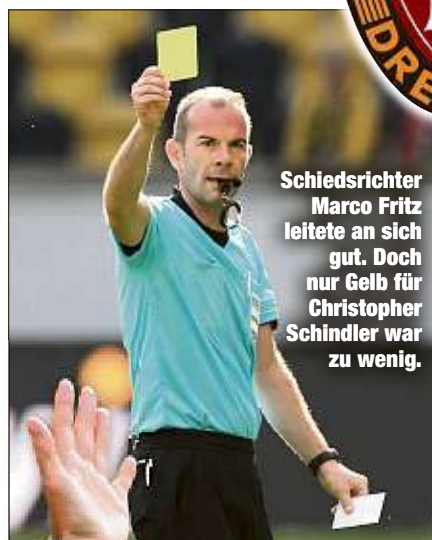 DRE
Schiedsrichter
Marco Fritz
leitete an sich
gut. Doch
nur Gelb für
Christopher
Schindler war
zu wenig.